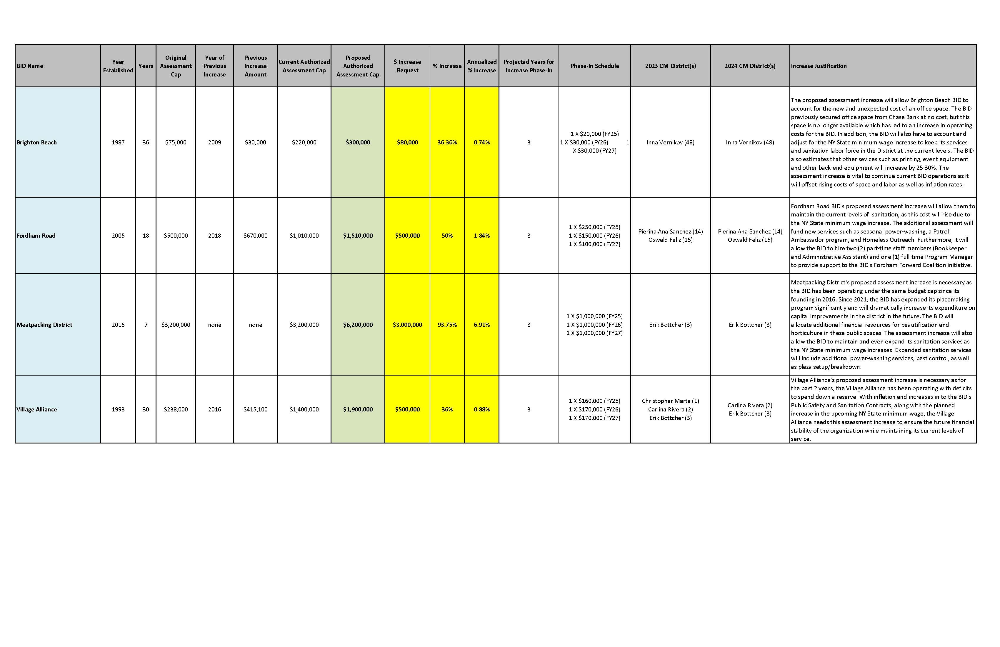 BID Name
Year
Established
Years
Original
Assessment
Cap
Year of
Previous
Increase
Previous
Increase
Amount
Current Authorized
Assessment Cap
Proposed
Authorized
Assessment Cap
$ Increase
Request
% Increase
Annualized
% Increase
Projected Years for
Increase Phase-In
Phase-In Schedule
2023 CM District(s)
2024 CM District(s)
Increase Justification
Brighton Beach
1987
36
$75,000
2009
$30,000
$220,000
$300,000
$80,000
36.36%
0.74%
3
1 X $20,000 (FY25)
1 X $30,000 (FY26) 1
X $30,000 (FY27)
Inna Vernikov (48)
Inna Vernikov (48)
The proposed assessment increase will allow Brighton Beach BID to
account for the new and unexpected cost of an office space. The BID
previously secured office space from Chase Bank at no cost, but this
space is no longer available which has led to an increase in operating
costs for the BID. In addition, the BID will also have to account and
adjust for the NY State minimum wage increase to keep its services
and sanitation labor force in the District at the current levels. The BID
also estimates that other sevices such as printing, event equipment
and other back-end equipment will increase by 25-30%. The
assessment increase is vital to continue current BID operations as it
will offset rising costs of space and labor as well as inflation rates.
Fordham Road
2005
18
$500,000
2018
$670,000
$1,010,000
$1,510,000
$500,000
50%
1.84%
3
1 X $250,000 (FY25)
1 X $150,000 (FY26)
1 X $100,000 (FY27)
Pierina Ana Sanchez (14)
Oswald Feliz (15)
Pierina Ana Sanchez (14)
Oswald Feliz (15)
Fordham Road BID's proposed assessment increase will allow them to
maintain the current levels of  sanitation, as this cost will rise due to
the NY State minimum wage increase. The additional assessment will
fund new services such as seasonal power-washing, a Patrol
Ambassador program, and Homeless Outreach. Furthermore, it will
allow the BID to hire two (2) part-time staff members (Bookkeeper
and Administrative Assistant) and one (1) full-time Program Manager
to provide support to the BID's Fordham Forward Coalition initiative.
Meatpacking District
2016
7
$3,200,000
none
none
$3,200,000
$6,200,000
$3,000,000
93.75%
6.91%
3
1 X $1,000,000 (FY25)
1 X $1,000,000 (FY26)
1 X $1,000,000 (FY27)
Erik Bottcher (3)
Erik Bottcher (3)
Meatpacking District's proposed assessment increase is necessary as
the BID has been operating under the same budget cap since its
founding in 2016. Since 2021, the BID has expanded its placemaking
program significantly and will dramatically increase its expenditure on
capital improvements in the district in the future. The BID will
allocate additional financial resources for beautification and
horticulture in these public spaces. The assessment increase will also
allow the BID to maintain and even expand its sanitation services as
the NY State minimum wage increases. Expanded sanitation services
will include additional power-washing services, pest control, as well
as plaza setup/breakdown.
Village Alliance
1993
30
$238,000
2016
$415,100
$1,400,000
$1,900,000
$500,000
36%
0.88%
3
1 X $160,000 (FY25)
1 X $170,000 (FY26)
1 X $170,000 (FY27)
Christopher Marte (1)
Carlina Rivera (2)
Erik Bottcher (3)
Carlina Rivera (2)
Erik Bottcher (3)
Village Alliance's proposed assessment increase is necessary as for
the past 2 years, the Village Alliance has been operating with deficits
to spend down a reserve. With inflation and increases in to the BID's
Public Safety and Sanitation Contracts, along with the planned
increase in the upcoming NY State minimum wage, the Village
Alliance needs this assessment increase to ensure the future financial
stability of the organization while maintaining its current levels of
service.